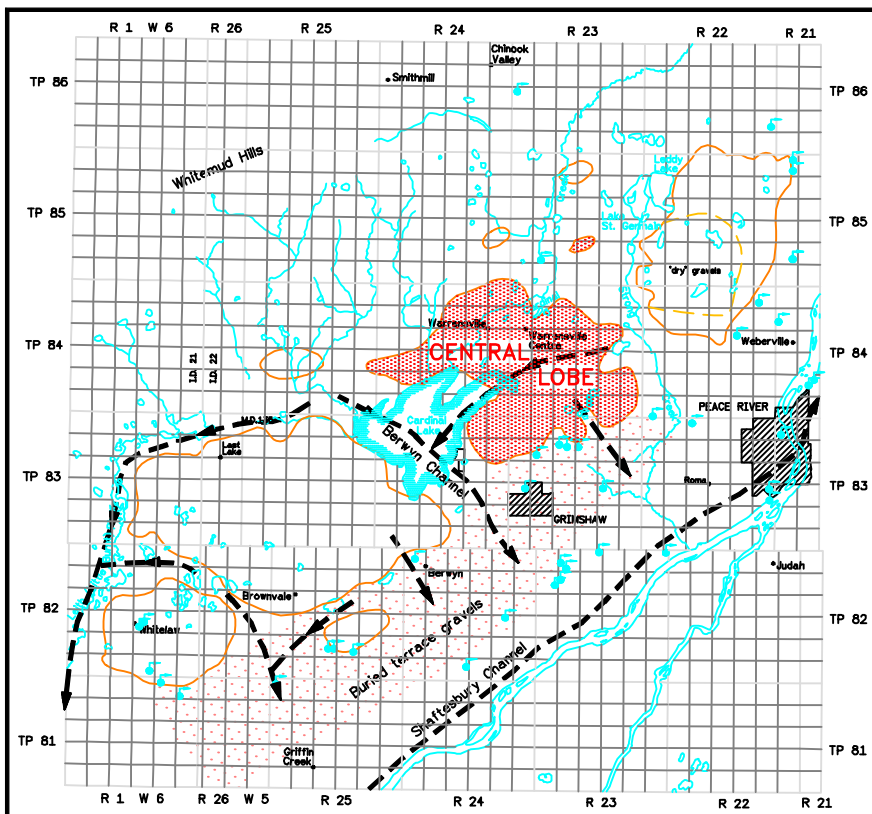 R 1 W 6 R 26 R 25 R 24 R 23 R 22 R 21
Chinook
Valley
TP 86
Smithmill
TP 86
Whitemud Hills
Leddy
Lake
Creek
TP 85
Lake
St. Germain
TP 85
"dry" gravels
Warrensville
Warrensville
Centre
Weberville
TP 84
CENTRAL
TP 84
I.D. 21
I.D. 22
LOBE
PEACE RIVER
Cardinal
Lake
Berwyn Channel
Last
Lake
TP 83
Roma
TP 83
GRIMSHAW
Berwyn
Judah
Brownvale
TP 82
TP 82
Whitelaw
Buried terrace gravels
Shaftesbury Channel
TP 81
Griffin
Creek
TP 81
R 1 W 6 R 26 W 5 R 25 R 24 R 23 R 22 R 21